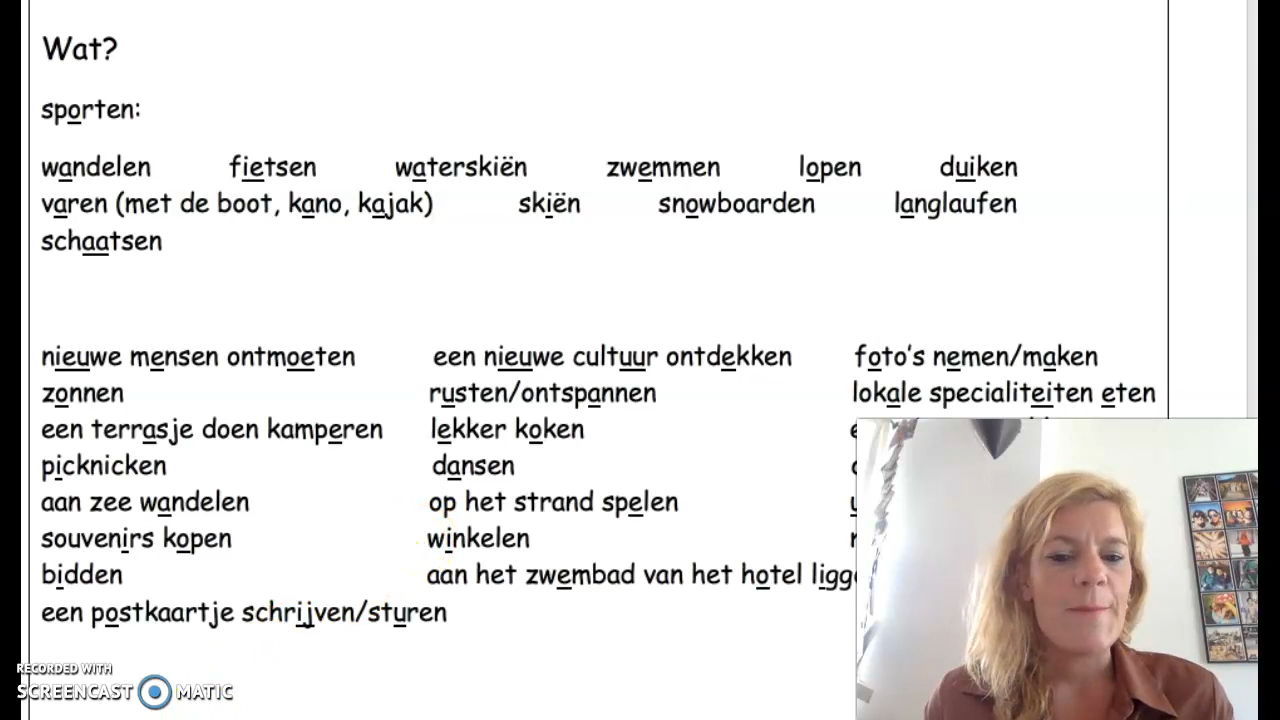 Wat?
sporten:
wandelen fietsen waterskiën zwemmen lopen duiken
varen (met de boot, kano, kajak) skiën snowboarden langlaufen
schaatsen
nieuwe mensen ontmoeten een nieuwe cultuur ontdekken foto's nemen/maken
zonnen rusten/ontspannen lokale specialiteiten eten
een terrasje doen kamperen lekker koken
picknicken dansen
aan zee wandelen op het strand spelen
souvenirs kopen winkelen
bidden aan het zwembad van het hotel
een postkaartje schrijven/sturen
RECORDED WITH
SCREENCAST MATIC